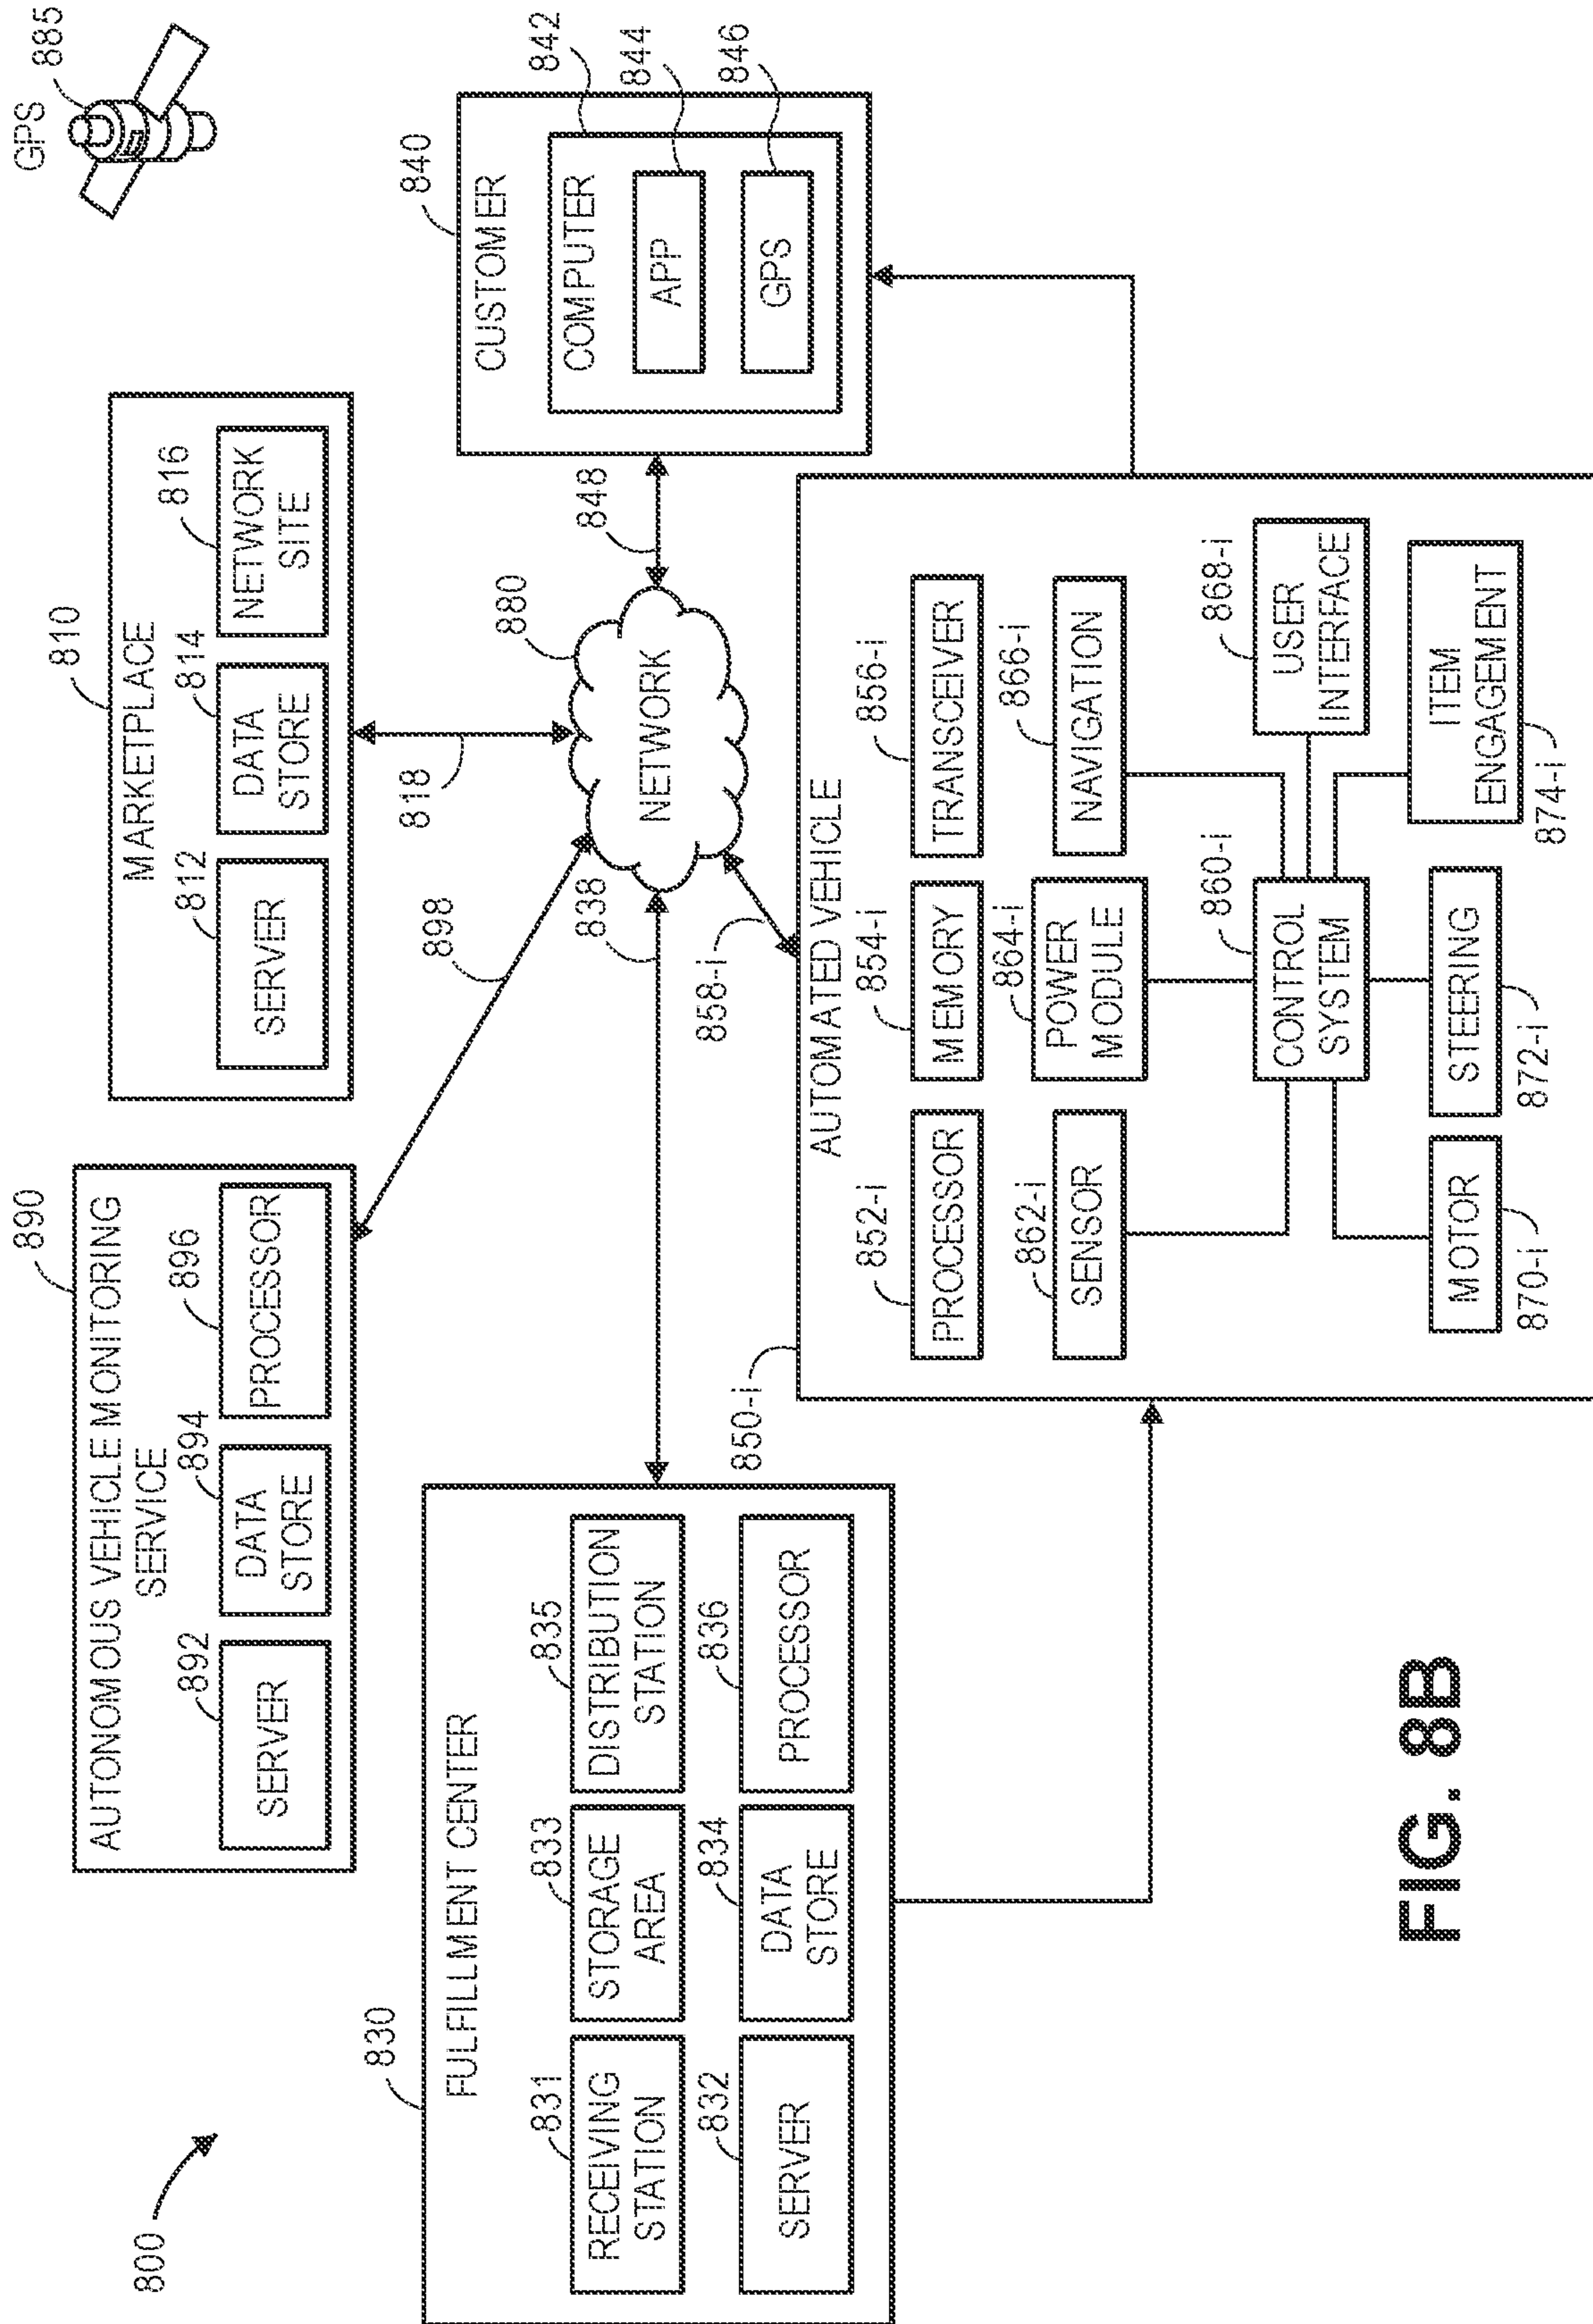 800
890
AUTONOMOUS VEHICLE MONITORING
SERVICE
892
894
896
SERVER
DATA
STORE
PROCESSOR
898
810
MARKETPLACE
812
814
816
SERVER
DATA
STORE
NETWORK
SITE
818
GPS
885
830
FULFILLMENT CENTER
831
833
835
RECEIVING
STATION
STORAGE
AREA
DISTRIBUTION
STATION
832
834
836
SERVER
DATA
STORE
PROCESSOR
838
880
NETWORK
848
858-i
840
CUSTOMER
842
COMPUTER
844
APP
846
GPS
850-i
AUTOMATED VEHICLE
852-i
854-i
856-i
PROCESSOR
MEMORY
TRANSCEIVER
862-i
864-i
866-i
SENSOR
POWER
MODULE
NAVIGATION
860-i
868-i
CONTROL
SYSTEM
USER
INTERFACE
MOTOR
STEERING
ITEM
ENGAGEMENT
870-i
872-i
874-i
FIG. 8B